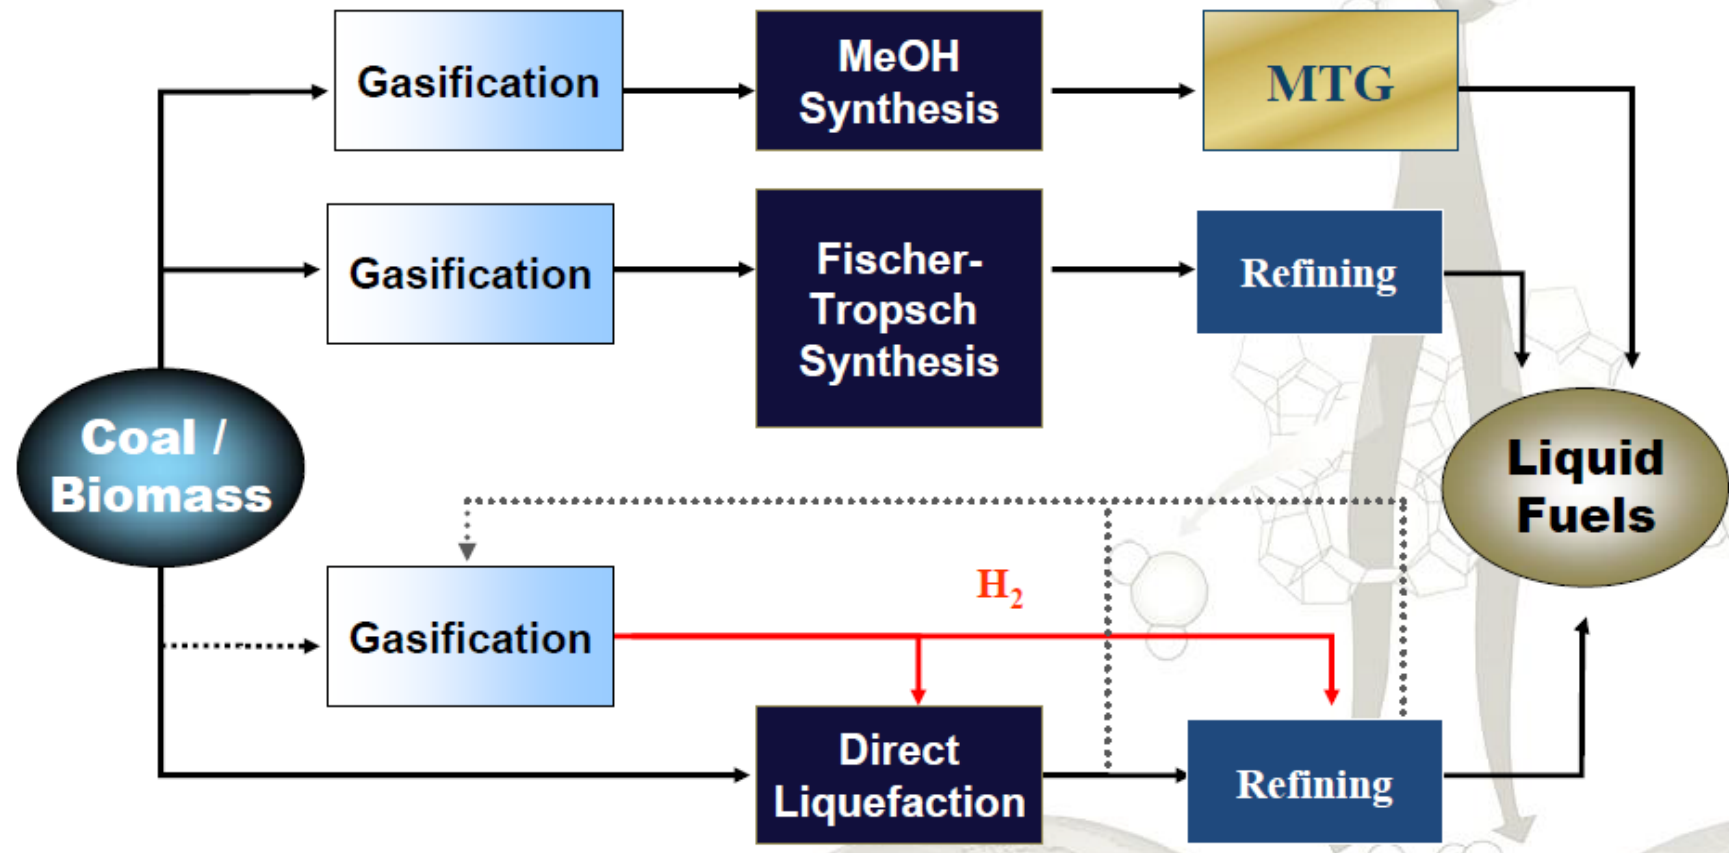 Gasification
MeOH
Synthesis
MTG
Gasification
Fischer-
Tropsch
Synthesis
Refining
Coal /
Biomass
Liquid
Fuels
Gasification
H₂
Direct
Liquefaction
Refining